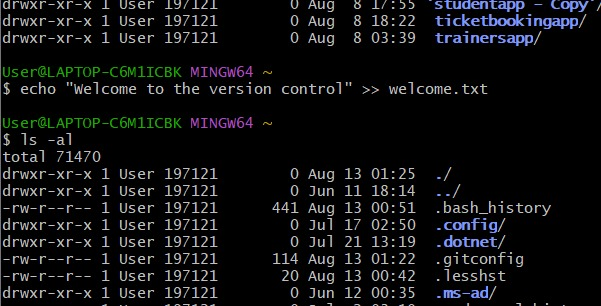 drwxr-xr-x 1 User 197121 0 Aug 8 17:55 'studentapp - Copy'/
drwxr-xr-x 1 User 197121 0 Aug 8 18:22 ticketbookingapp/
drwxr-xr-x 1 User 197121 0 Aug 8 03:39 trainersapp/
User@LAPTOP-C6M1ICBK MINGW64 ~
$ echo "Welcome to the version control" >> welcome.txt
User@LAPTOP-C6M1ICBK MINGW64 ~
$ ls -al
total 71470
drwxr-xr-x 1 User 197121 0 Aug 13 01:25 ./
drwxr-xr-x 1 User 197121 0 Jun 11 18:14 ../
-rw-r--r-- 1 User 197121 441 Aug 13 00:51 .bash_history
drwxr-xr-x 1 User 197121 0 Jul 17 02:50 .config/
drwxr-xr-x 1 User 197121 0 Jul 21 13:19 .dotnet/
-rw-r--r-- 1 User 197121 114 Aug 13 01:22 .gitconfig
-rw-r--r-- 1 User 197121 20 Aug 13 00:42 .lesshst
drwxr-xr-x 1 User 197121 0 Jun 12 00:35 .ms-ad/